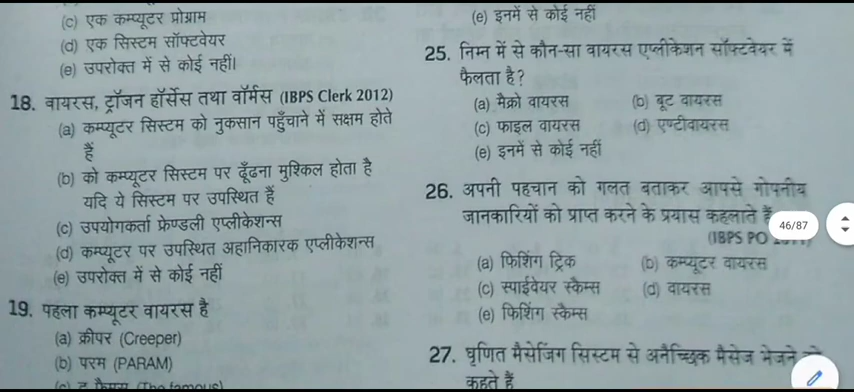 (c) एक कम्प्यूटर प्रोग्राम
(d) एक सिस्टम सॉफ्टवेयर
(e) उपरोक्त में से कोई नहीं।
18. वायरस, ट्रॉजन हॉर्सेस तथा वॉर्मस (IBPS Clerk 2012)
(a) कम्प्यूटर सिस्टम को नुकसान पहुँचाने में सक्षम होते
हैं
(b) को कम्प्यूटर सिस्टम पर ढूँढना मुश्किल होता है
यदि ये सिस्टम पर उपस्थित हैं
(c) उपयोगकर्ता फ्रेण्डली एप्लीकेशन्स
(d) कम्प्यूटर पर उपस्थित अहानिकारक एप्लीकेशन्स
(e) उपरोक्त में से कोई नहीं
19. पहला कम्प्यूटर वायरस है
(a) क्रीपर (Creeper)
(b) परम (PARAM)
(c) द फैमस (The famous)
(e) इनमें से कोई नहीं
25. निम्न में से कौन-सा वायरस एप्लीकेशन सॉफ्टवेयर में
फैलता है?
(a) मैक्रो वायरस (b) बूट वायरस
(c) फाइल वायरस (d) एण्टीवायरस
(e) इनमें से कोई नहीं
26. अपनी पहचान को गलत बताकर आपसे गोपनीय
जानकारियों को प्राप्त करने के प्रयास कहलाते हैं
46/87
(IBPS PO
(a) फिशिंग ट्रिक (b) कम्प्यूटर वायरस
(c) स्पाईवेयर स्कैम्स (d) वायरस
(e) फिशिंग स्कैम्स
27. घृणित मैसेजिंग सिस्टम से अनैच्छिक मैसेज भेजने
कहते हैं